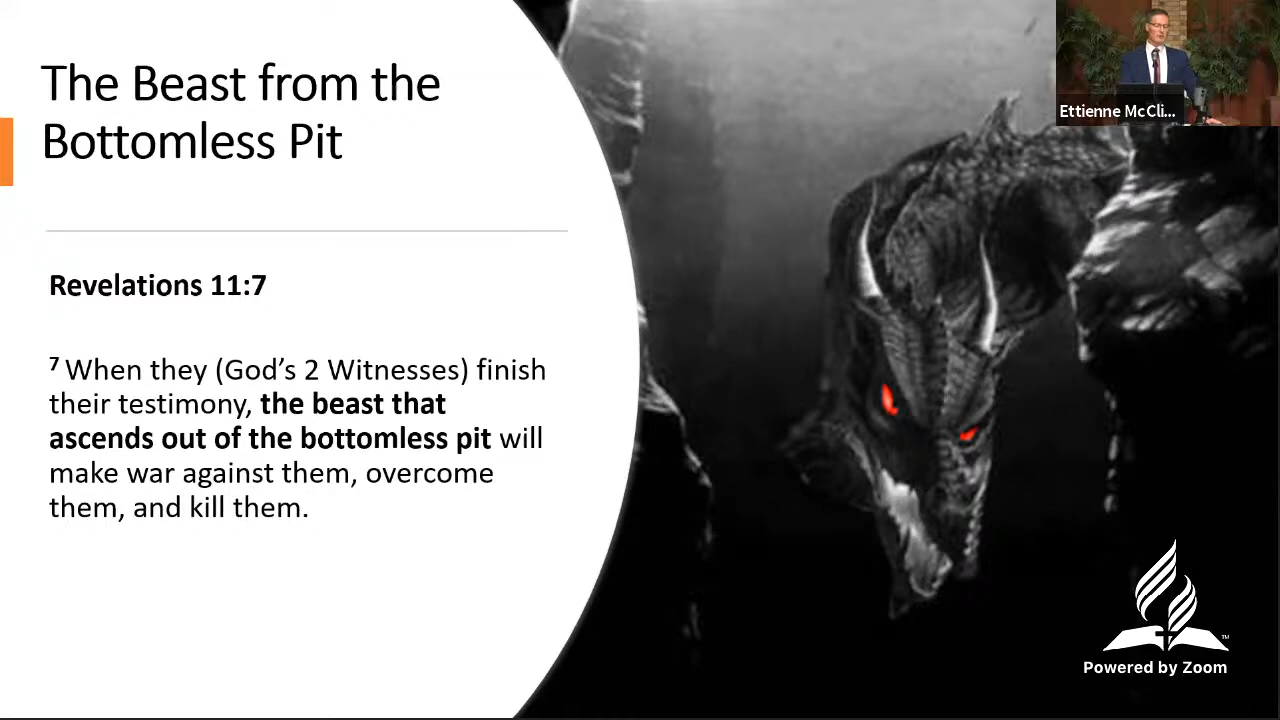 The Beast from the
Bottomless Pit
Revelations 11:7
7 When they (God's 2 Witnesses) finish
their testimony, the beast that
ascends out of the bottomless pit will
make war against them, overcome
them, and kill them.
Ettienne McCli...
TM
Powered by Zoom